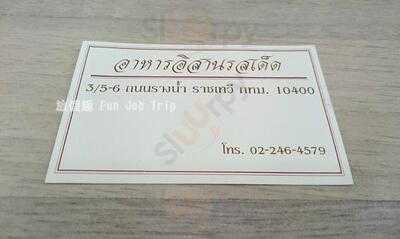 อาหารอิสานรสเด็ด
3/5-6 ถนนรางน้ำ ราชเทวี กทม. 10400
Fun Job Trip
โทร. 02-246-4579
Sluurpy